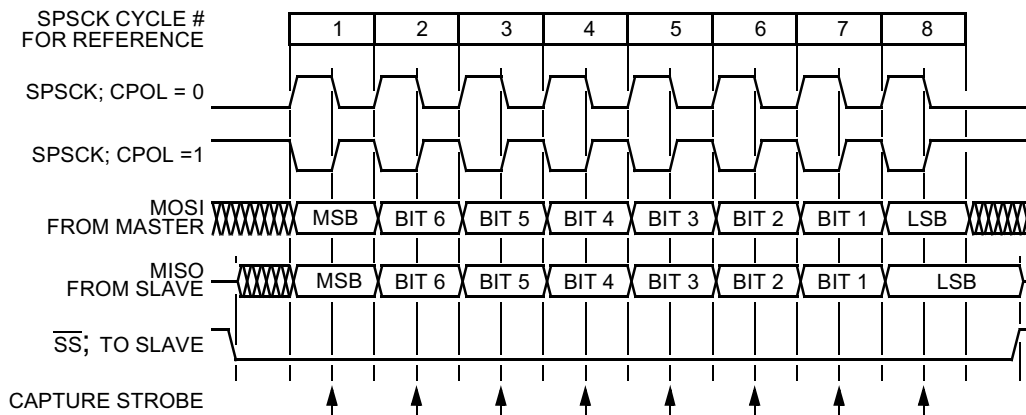 SPSCK CYCLE #
FOR REFERENCE
1 2 3 4 5 6 7 8
SPSCK; CPOL = 0
SPSCK; CPOL =1
MOSI
FROM MASTER
MSB BIT 6 BIT 5 BIT 4 BIT 3 BIT 2 BIT 1 LSB
MISO
FROM SLAVE
MSB BIT 6 BIT 5 BIT 4 BIT 3 BIT 2 BIT 1 LSB
S̅S̅; TO SLAVE
CAPTURE STROBE